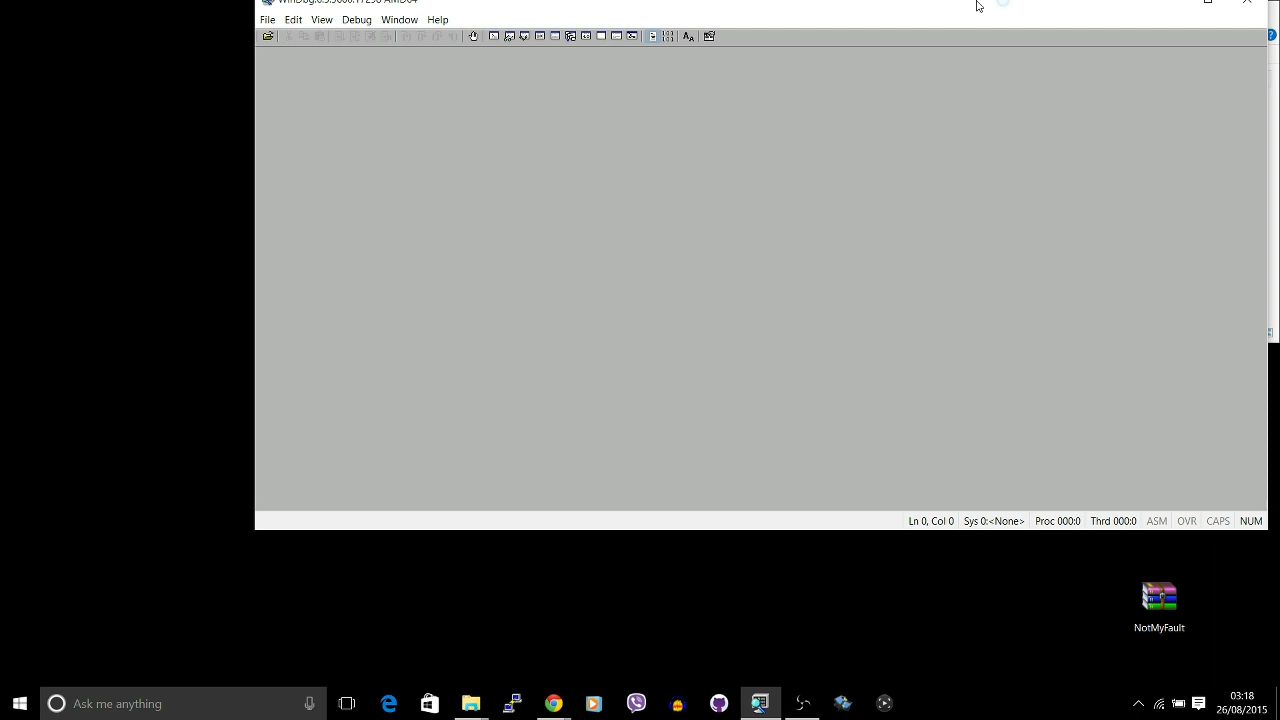 File Edit View Debug Window Help
Ln 0, Col 0 Sys 0:<None> Proc 000:0 Thrd 000:0 ASM OVR CAPS NUM
NotMyFault
Ask me anything
03:18
26/08/2015